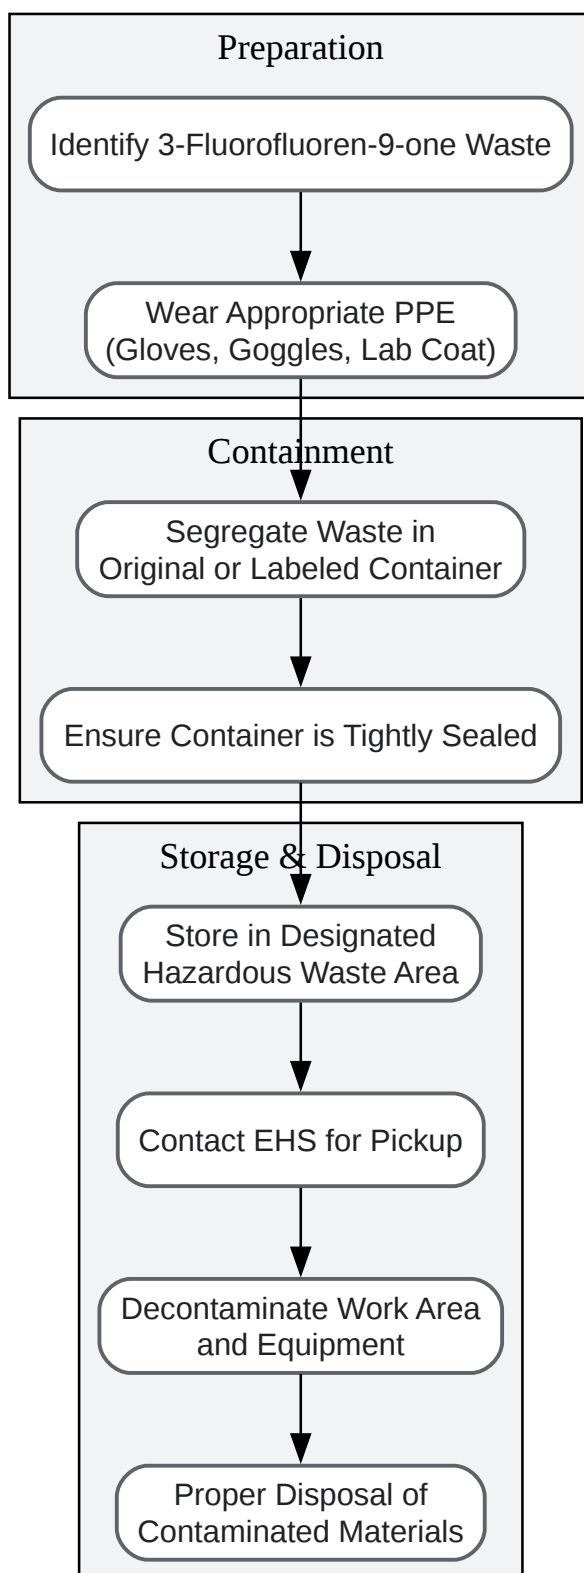 Preparation
Identify 3-Fluorofluoren-9-one Waste
Wear Appropriate PPE
(Gloves, Goggles, Lab Coat)
Containment
Segregate Waste in
Original or Labeled Container
Ensure Container is Tightly Sealed
Storage & Disposal
Store in Designated
Hazardous Waste Area
Contact EHS for Pickup
Decontaminate Work Area
and Equipment
Proper Disposal of
Contaminated Materials